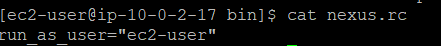 [ec2-user@ip-10-0-2-17 bin]$ cat nexus.rc
run_as_user="ec2-user"